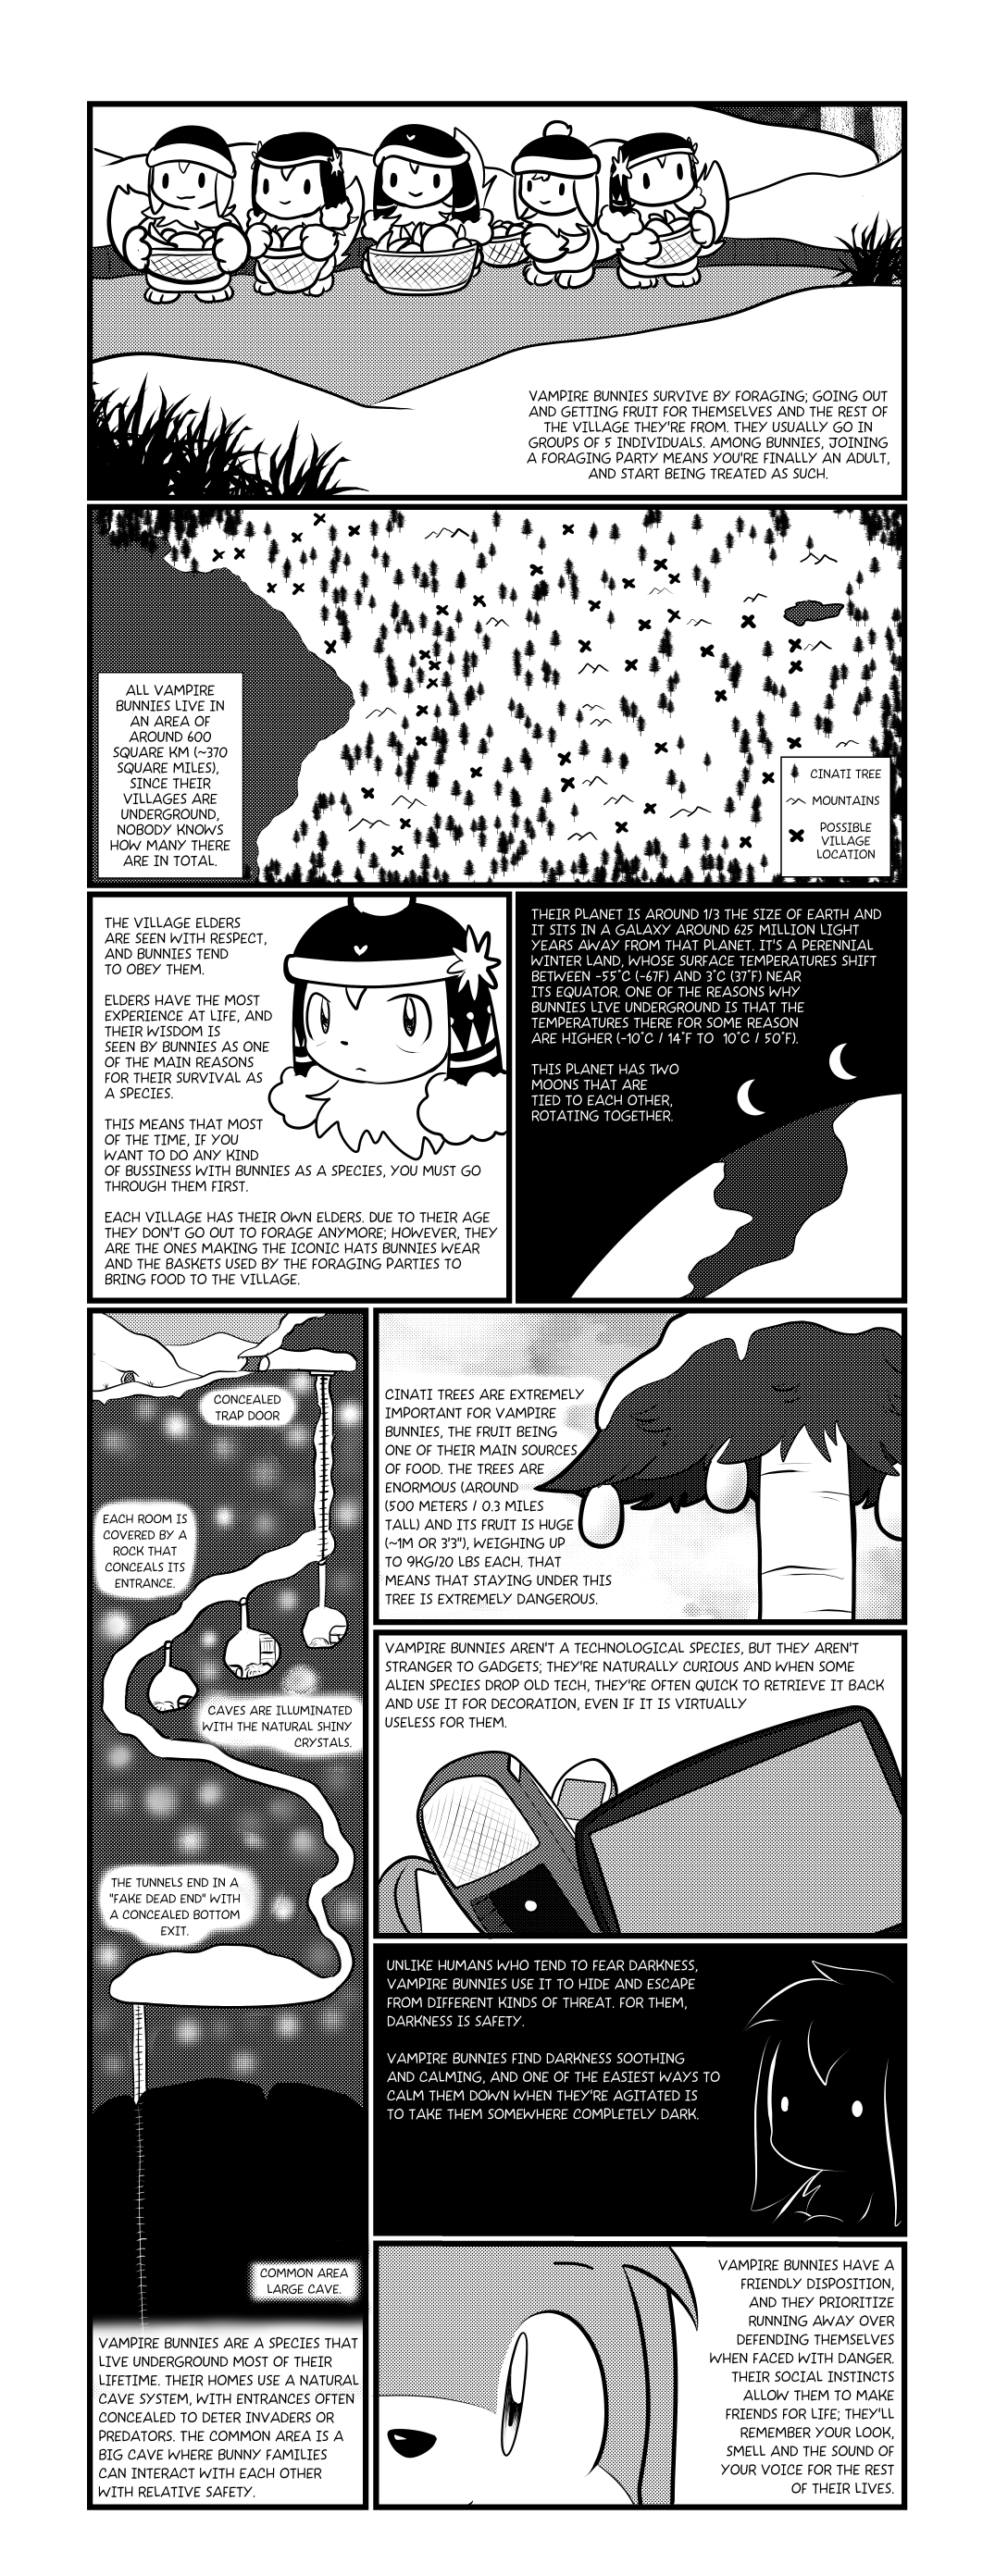 VAMPIRE BUNNIES SURVIVE BY FORAGING; GOING OUT
AND GETTING FRUIT FOR THEMSELVES AND THE REST OF
THE VILLAGE THEY'RE FROM. THEY USUALLY GO IN
GROUPS OF 5 INDIVIDUALS. AMONG BUNNIES, JOINING
A FORAGING PARTY MEANS YOU'RE FINALLY AN ADULT,
AND START BEING TREATED AS SUCH.
ALL VAMPIRE
BUNNIES LIVE IN
AN AREA OF
AROUND 600
SQUARE KM (~370
SQUARE MILES),
SINCE THEIR
VILLAGES ARE
UNDERGROUND,
NOBODY KNOWS
HOW MANY THERE
ARE IN TOTAL.
CINATI TREE
MOUNTAINS
POSSIBLE
VILLAGE
LOCATION
THE VILLAGE ELDERS
ARE SEEN WITH RESPECT,
AND BUNNIES TEND
TO OBEY THEM.
ELDERS HAVE THE MOST
EXPERIENCE AT LIFE, AND
THEIR WISDOM IS
SEEN BY BUNNIES AS ONE
OF THE MAIN REASONS
FOR THEIR SURVIVAL AS
A SPECIES.
THIS MEANS THAT MOST
OF THE TIME, IF YOU
WANT TO DO ANY KIND
OF BUSSINESS WITH BUNNIES AS A SPECIES, YOU MUST GO
THROUGH THEM FIRST.
EACH VILLAGE HAS THEIR OWN ELDERS. DUE TO THEIR AGE
THEY DON'T GO OUT TO FORAGE ANYMORE; HOWEVER, THEY
ARE THE ONES MAKING THE ICONIC HATS BUNNIES WEAR
AND THE BASKETS USED BY THE FORAGING PARTIES TO
BRING FOOD TO THE VILLAGE.
THEIR PLANET IS AROUND 1/3 THE SIZE OF EARTH AND
IT SITS IN A GALAXY AROUND 625 MILLION LIGHT
YEARS AWAY FROM THAT PLANET. IT'S A PERENNIAL
WINTER LAND, WHOSE SURFACE TEMPERATURES SHIFT
BETWEEN -55°C (-67F) AND 3°C (37°F) NEAR
ITS EQUATOR. ONE OF THE REASONS WHY
BUNNIES LIVE UNDERGROUND IS THAT THE
TEMPERATURES THERE FOR SOME REASON
ARE HIGHER (-10°C / 14°F TO 10°C / 50°F).
THIS PLANET HAS TWO
MOONS THAT ARE
TIED TO EACH OTHER,
ROTATING TOGETHER.
CONCEALED
TRAP DOOR
EACH ROOM IS
COVERED BY A
ROCK THAT
CONCEALS ITS
ENTRANCE.
CAVES ARE ILLUMINATED
WITH THE NATURAL SHINY
CRYSTALS.
THE TUNNELS END IN A
"FAKE DEAD END" WITH
A CONCEALED BOTTOM
EXIT.
COMMON AREA
LARGE CAVE.
VAMPIRE BUNNIES ARE A SPECIES THAT
LIVE UNDERGROUND MOST OF THEIR
LIFETIME. THEIR HOMES USE A NATURAL
CAVE SYSTEM, WITH ENTRANCES OFTEN
CONCEALED TO DETER INVADERS OR
PREDATORS. THE COMMON AREA IS A
BIG CAVE WHERE BUNNY FAMILIES
CAN INTERACT WITH EACH OTHER
WITH RELATIVE SAFETY.
CINATI TREES ARE EXTREMELY
IMPORTANT FOR VAMPIRE
BUNNIES, THE FRUIT BEING
ONE OF THEIR MAIN SOURCES
OF FOOD. THE TREES ARE
ENORMOUS (AROUND
(500 METERS / 0.3 MILES
TALL) AND ITS FRUIT IS HUGE
(~1M OR 3'3"), WEIGHING UP
TO 9KG/20 LBS EACH. THAT
MEANS THAT STAYING UNDER THIS
TREE IS EXTREMELY DANGEROUS.
VAMPIRE BUNNIES AREN'T A TECHNOLOGICAL SPECIES, BUT THEY AREN'T
STRANGER TO GADGETS; THEY'RE NATURALLY CURIOUS AND WHEN SOME
ALIEN SPECIES DROP OLD TECH, THEY'RE OFTEN QUICK TO RETRIEVE IT BACK
AND USE IT FOR DECORATION, EVEN IF IT IS VIRTUALLY
USELESS FOR THEM.
UNLIKE HUMANS WHO TEND TO FEAR DARKNESS,
VAMPIRE BUNNIES USE IT TO HIDE AND ESCAPE
FROM DIFFERENT KINDS OF THREAT. FOR THEM,
DARKNESS IS SAFETY.
VAMPIRE BUNNIES FIND DARKNESS SOOTHING
AND CALMING, AND ONE OF THE EASIEST WAYS TO
CALM THEM DOWN WHEN THEY'RE AGITATED IS
TO TAKE THEM SOMEWHERE COMPLETELY DARK.
VAMPIRE BUNNIES HAVE A
FRIENDLY DISPOSITION,
AND THEY PRIORITIZE
RUNNING AWAY OVER
DEFENDING THEMSELVES
WHEN FACED WITH DANGER.
THEIR SOCIAL INSTINCTS
ALLOW THEM TO MAKE
FRIENDS FOR LIFE; THEY'LL
REMEMBER YOUR LOOK,
SMELL AND THE SOUND OF
YOUR VOICE FOR THE REST
OF THEIR LIVES.